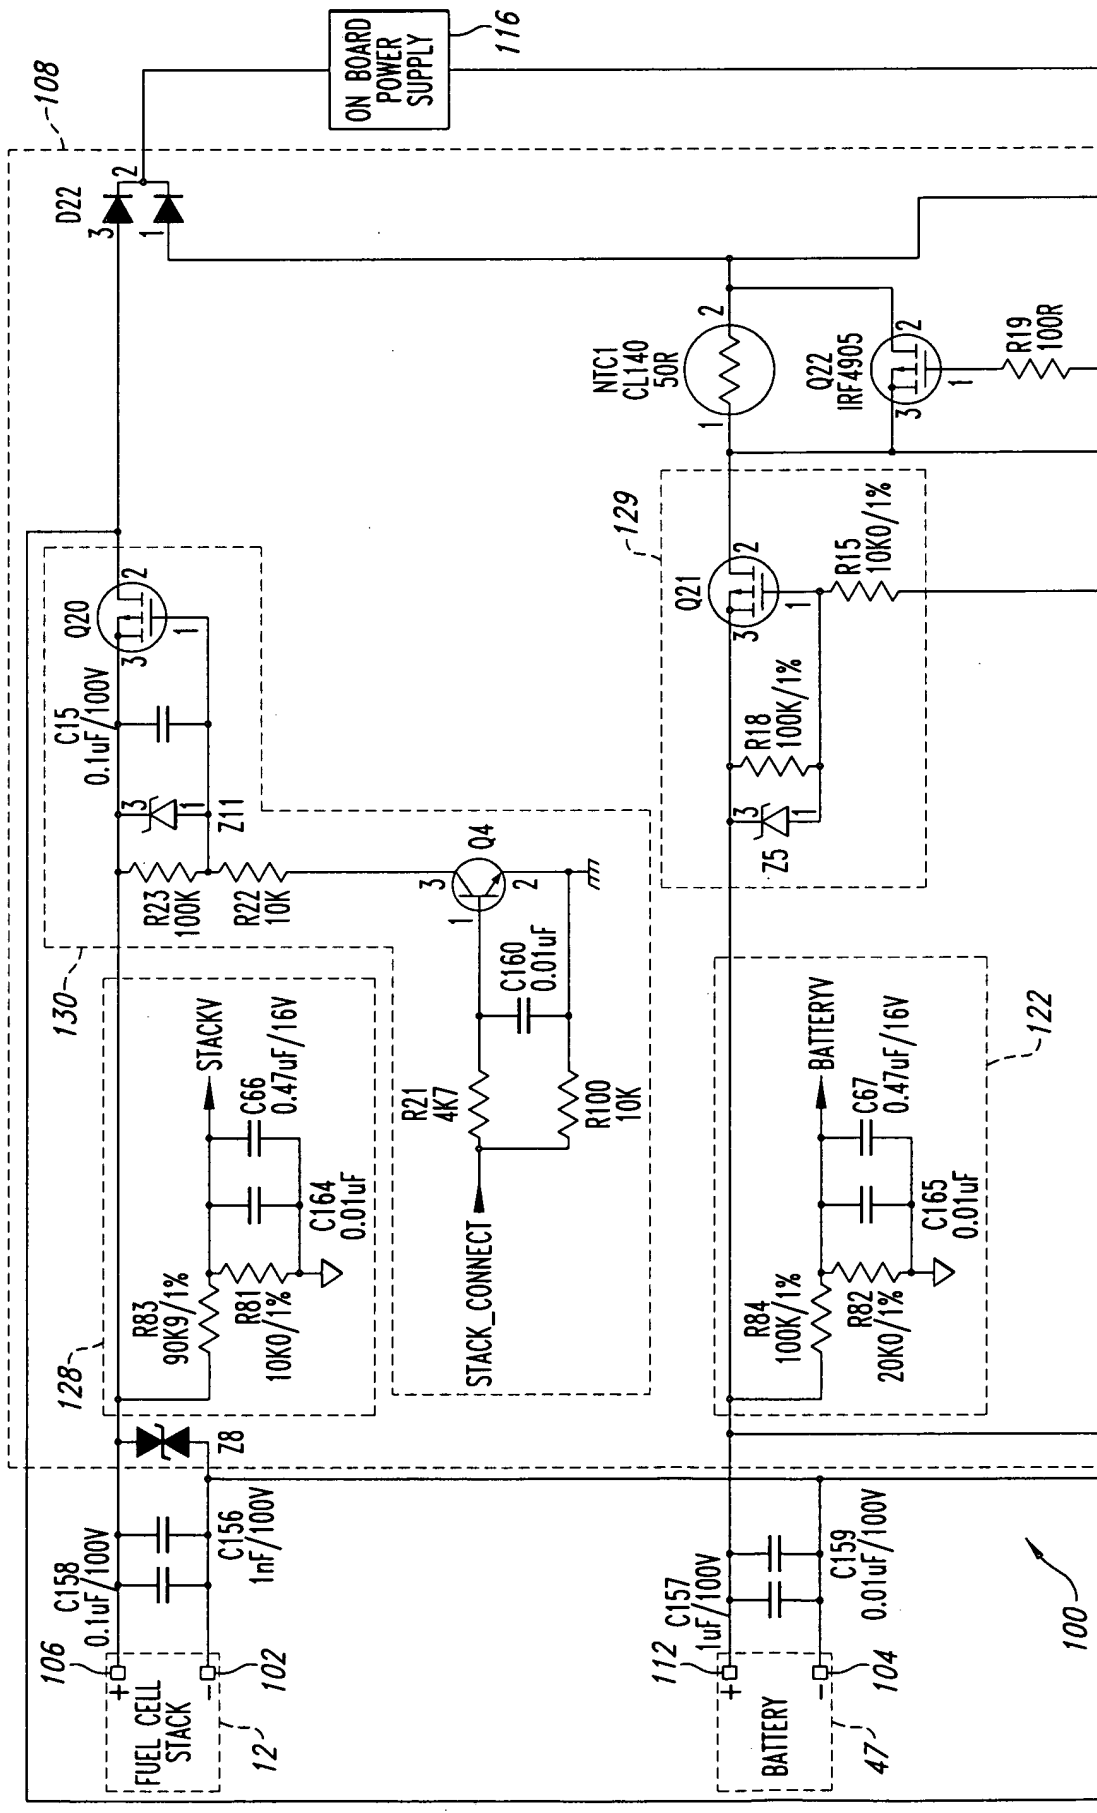 108
D22
3
2
1
ON BOARD
POWER
SUPPLY
116
130
Q20
2
3
1
C15
0.1uF/100V
3
1
Z11
R23
100K
R22
10K
Q4
3
1
2
C160
0.01uF
R21
4K7
R100
10K
STACK_CONNECT
128
STACKV
C66
0.47uF/16V
C164
0.01uF
R83
90K9/1%
R81
10K0/1%
Z8
C158
0.1uF/100V
C156
1nF/100V
106
102
+
-
FUEL CELL
STACK
12
NTC1
CL140
50R
1
2
Q22
IRF4905
3
2
1
R19
100R
129
Q21
3
2
1
R15
10K0/1%
R18
100K/1%
3
1
Z5
122
BATTERYV
C67
0.47uF/16V
C165
0.01uF
R84
100K/1%
R82
20K0/1%
C157
1uF/100V
C159
0.01uF/100V
112
104
+
-
BATTERY
47
100